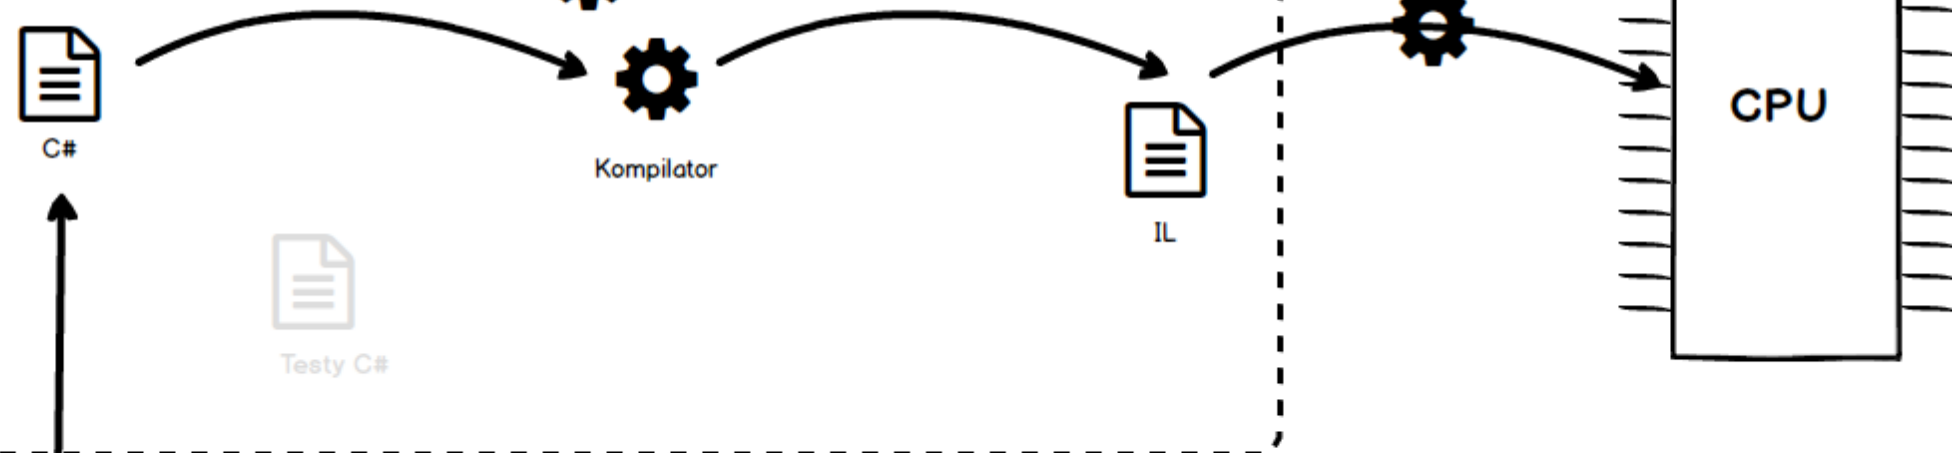 C#
Kompilator
IL
CPU
Testy C#